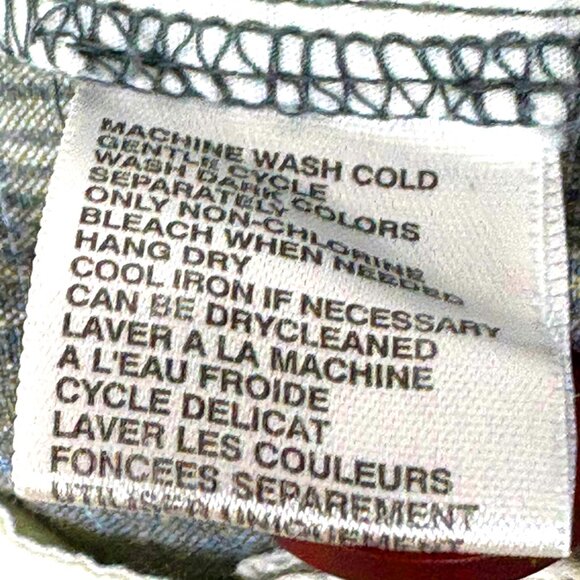 MACHINE WASH COLD
GENTLE CYCLE
WASH DARK COLORS
SEPARATELY
ONLY NON-CHLORINE
BLEACH WHEN NEEDED
HANG DRY
COOL IRON IF NECESSARY
CAN BE DRYCLEANED
LAVER A LA MACHINE
A L'EAU FROIDE
CYCLE DELICAT
LAVER LES COULEURS
FONCEES SEPAREMENT